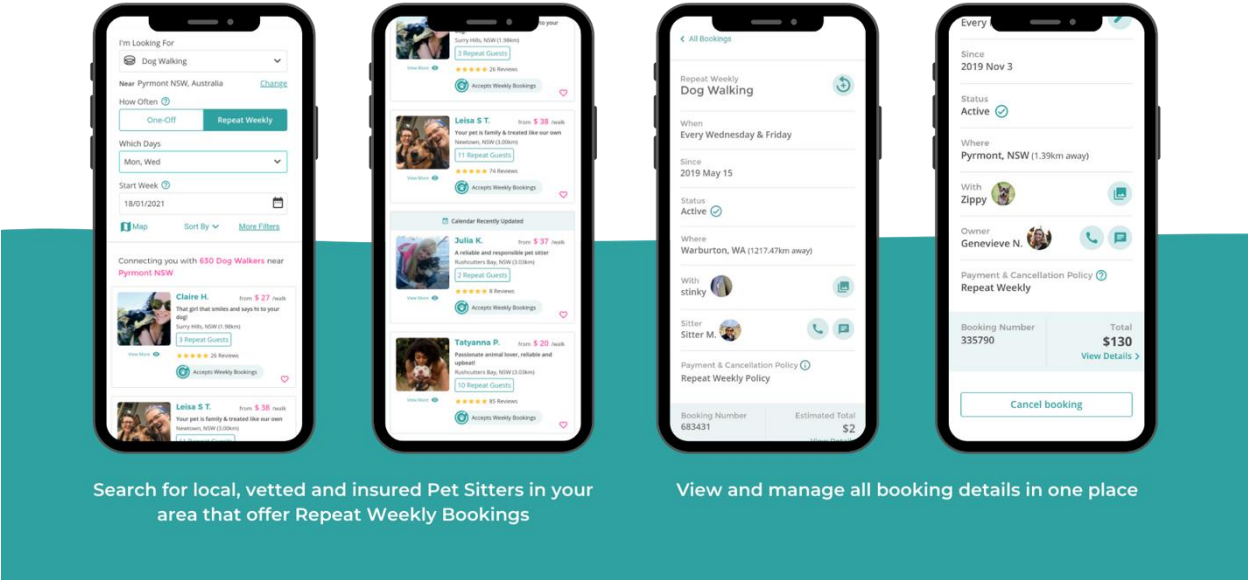 I'm Looking For
Dog Walking
Near Pyrmont NSW, Australia Change
How Often
One-Off Repeat Weekly
Which Days
Mon, Wed
Start Week
18/01/2021
Map Sort By More Filters
Connecting you with 630 Dog Walkers near
Pyrmont NSW
Claire H. from $ 27 /walk
That girl that smiles and says hi to your
dog!
Surry Hills, NSW (1.98km)
3 Repeat Guests
View More 26 Reviews
Accepts Weekly Bookings
Leisa S T. from $ 38 /walk
Your pet is family & treated like our own
Newtown, NSW (3.00km)
11 Repeat Guests
to your
Surry Hills, NSW (1.98km)
3 Repeat Guests
View More 26 Reviews
Accepts Weekly Bookings
Leisa S T. from $ 38 /walk
Your pet is family & treated like our own
Newtown, NSW (3.00km)
11 Repeat Guests
View More 74 Reviews
Accepts Weekly Bookings
Calendar Recently Updated
Julia K. from $ 37 /walk
A reliable and responsible pet sitter
Rushcutters Bay, NSW (3.03km)
2 Repeat Guests
View More 8 Reviews
Accepts Weekly Bookings
Tatyanna P. from $ 20 /walk
Passionate animal lover, reliable and
upbeat!
Rushcutters Bay, NSW (3.03km)
10 Repeat Guests
View More 85 Reviews
Accepts Weekly Bookings
Search for local, vetted and insured Pet Sitters in your
area that offer Repeat Weekly Bookings
All Bookings
Repeat Weekly
Dog Walking
When
Every Wednesday & Friday
Since
2019 May 15
Status
Active
Where
Warburton, WA (1217.47km away)
With
stinky
Sitter
Sitter M.
Payment & Cancellation Policy
Repeat Weekly Policy
Booking Number Estimated Total
683431 $2
View Details
Every
Since
2019 Nov 3
Status
Active
Where
Pyrmont, NSW (1.39km away)
With
Zippy
Owner
Genevieve N.
Payment & Cancellation Policy
Repeat Weekly
Booking Number Total
335790 $130
View Details
Cancel booking
View and manage all booking details in one place